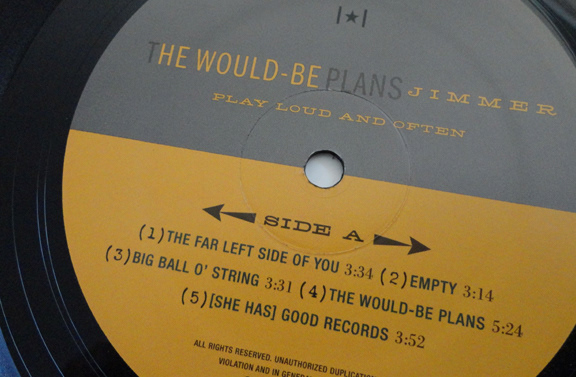 |★|
THE WOULD-BE PLANS JIMMER
PLAY LOUD AND OFTEN
SIDE A
(1)THE FAR LEFT SIDE OF YOU 3:34 (2)EMPTY 3:14
(3)BIG BALL O' STRING 3:31 (4)THE WOULD-BE PLANS 5:24
(5)[SHE HAS] GOOD RECORDS 3:52
ALL RIGHTS RESERVED. UNAUTHORIZED
VIOLATION AND IN